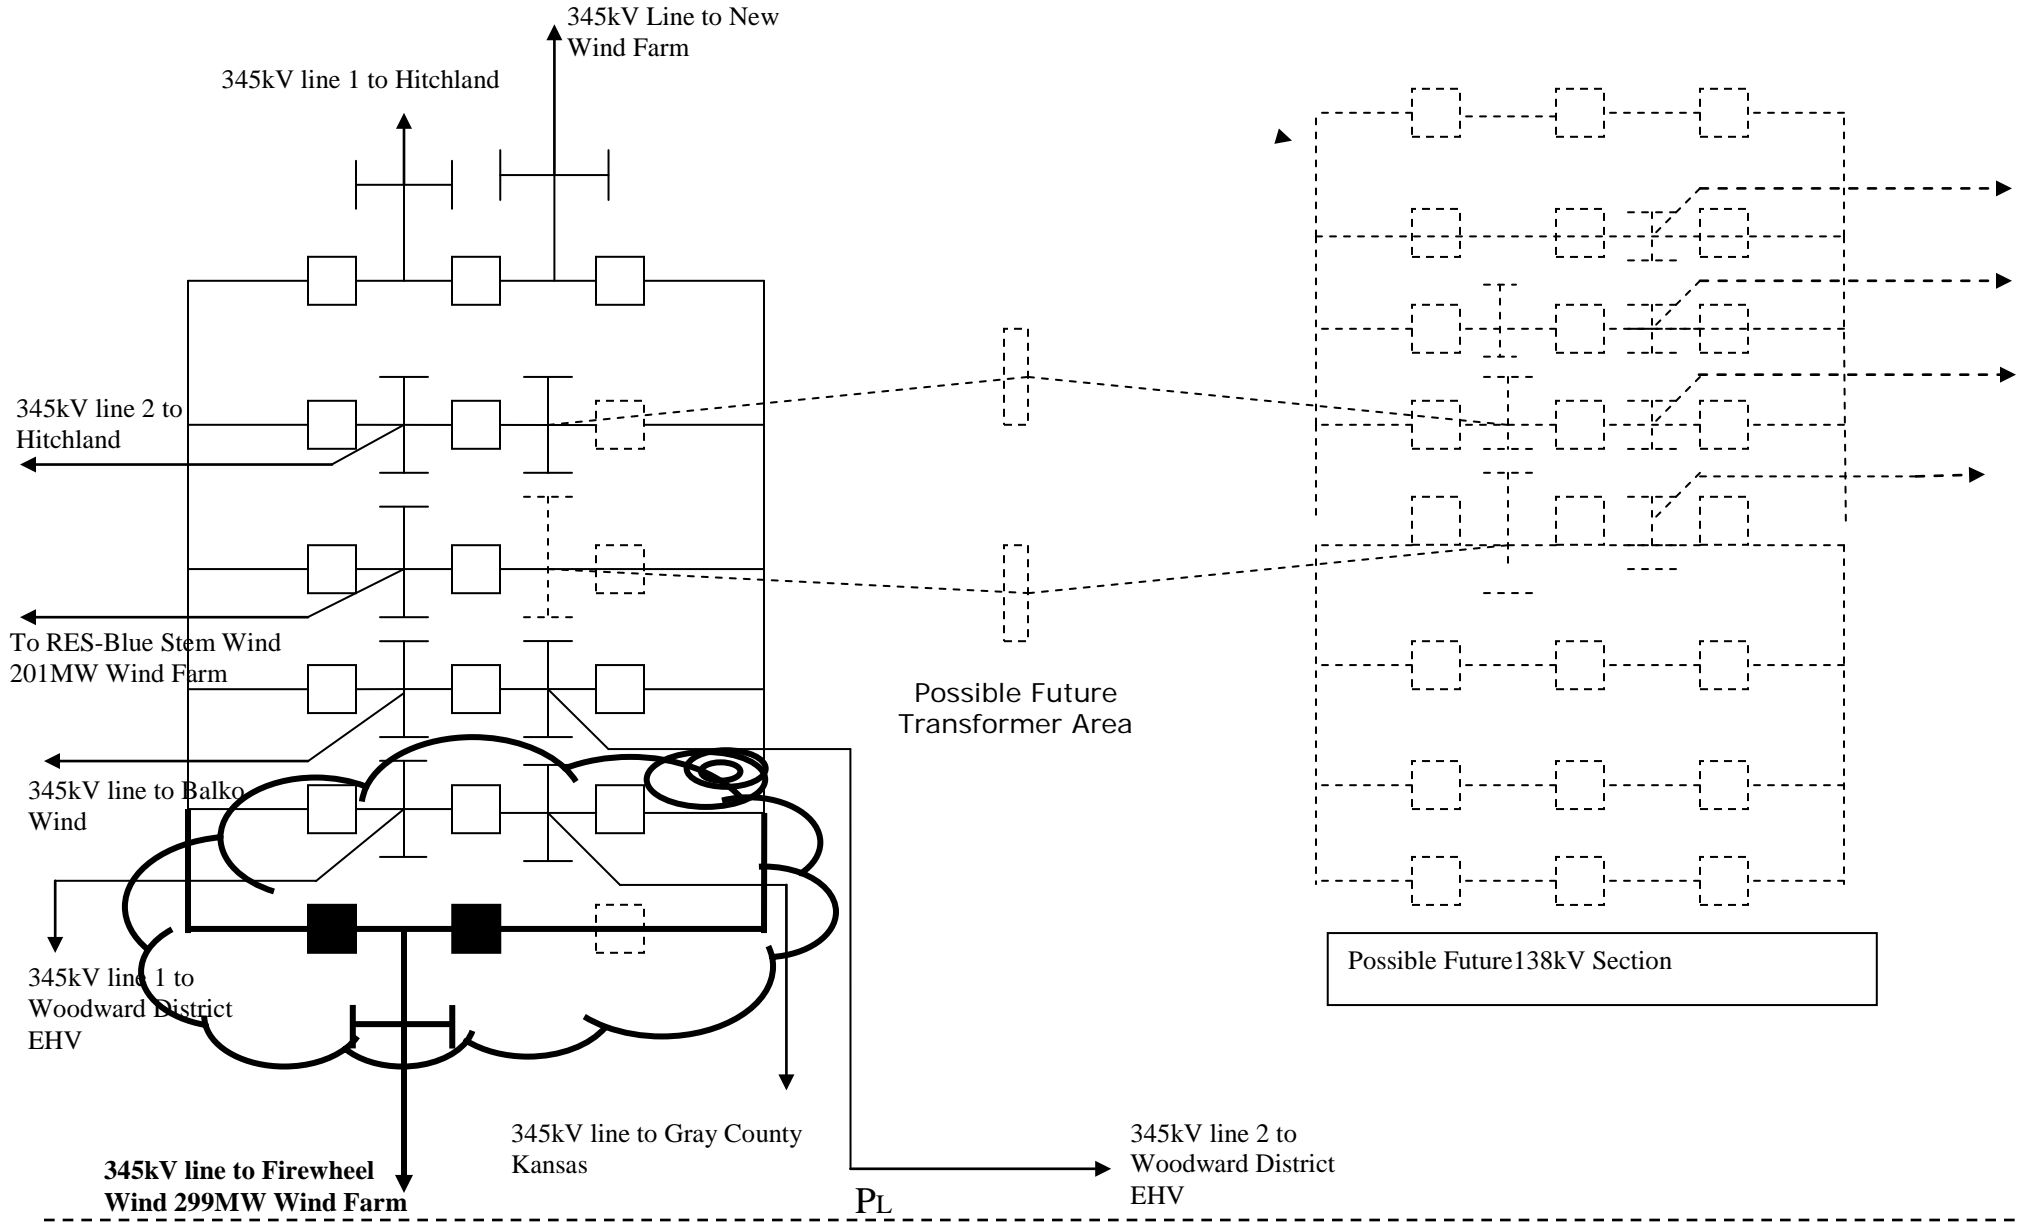 345kV Line to New
Wind Farm
345kV line 1 to Hitchland
345kV line 2 to
Hitchland
To RES-Blue Stem Wind
201MW Wind Farm
Possible Future
Transformer Area
345kV line to Balko
Wind
345kV line 1 to
Woodward District
EHV
Possible Future138kV Section
345kV line to Gray County
Kansas
345kV line 2 to
Woodward District
EHV
345kV line to Firewheel
Wind 299MW Wind Farm
PL